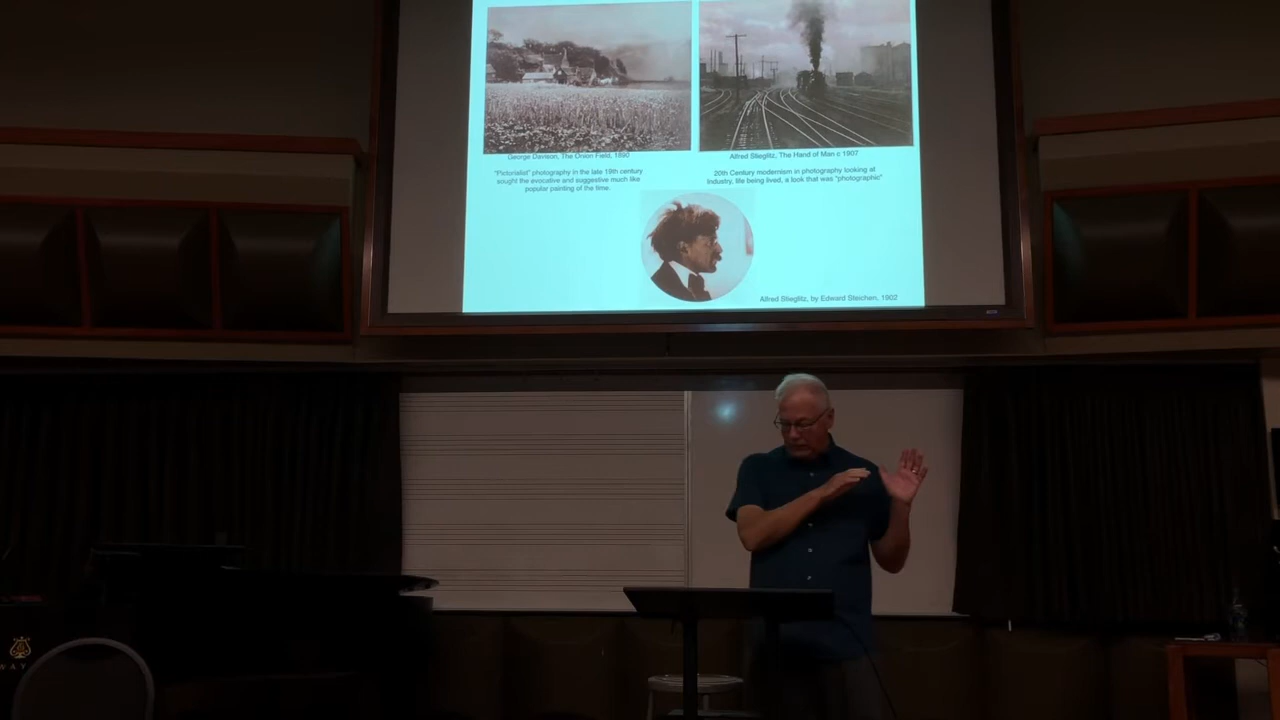 George Davison, The Onion Field, 1890
Alfred Stieglitz, The Hand of Man c 1907
"Pictorialist" photography in the late 19th century
sought the evocative and suggestive much like
popular painting of the time.
20th Century modernism in photography looking at
Industry, life being lived, a look that was "photographic"
Alfred Stieglitz, by Edward Steichen, 1902
WAY